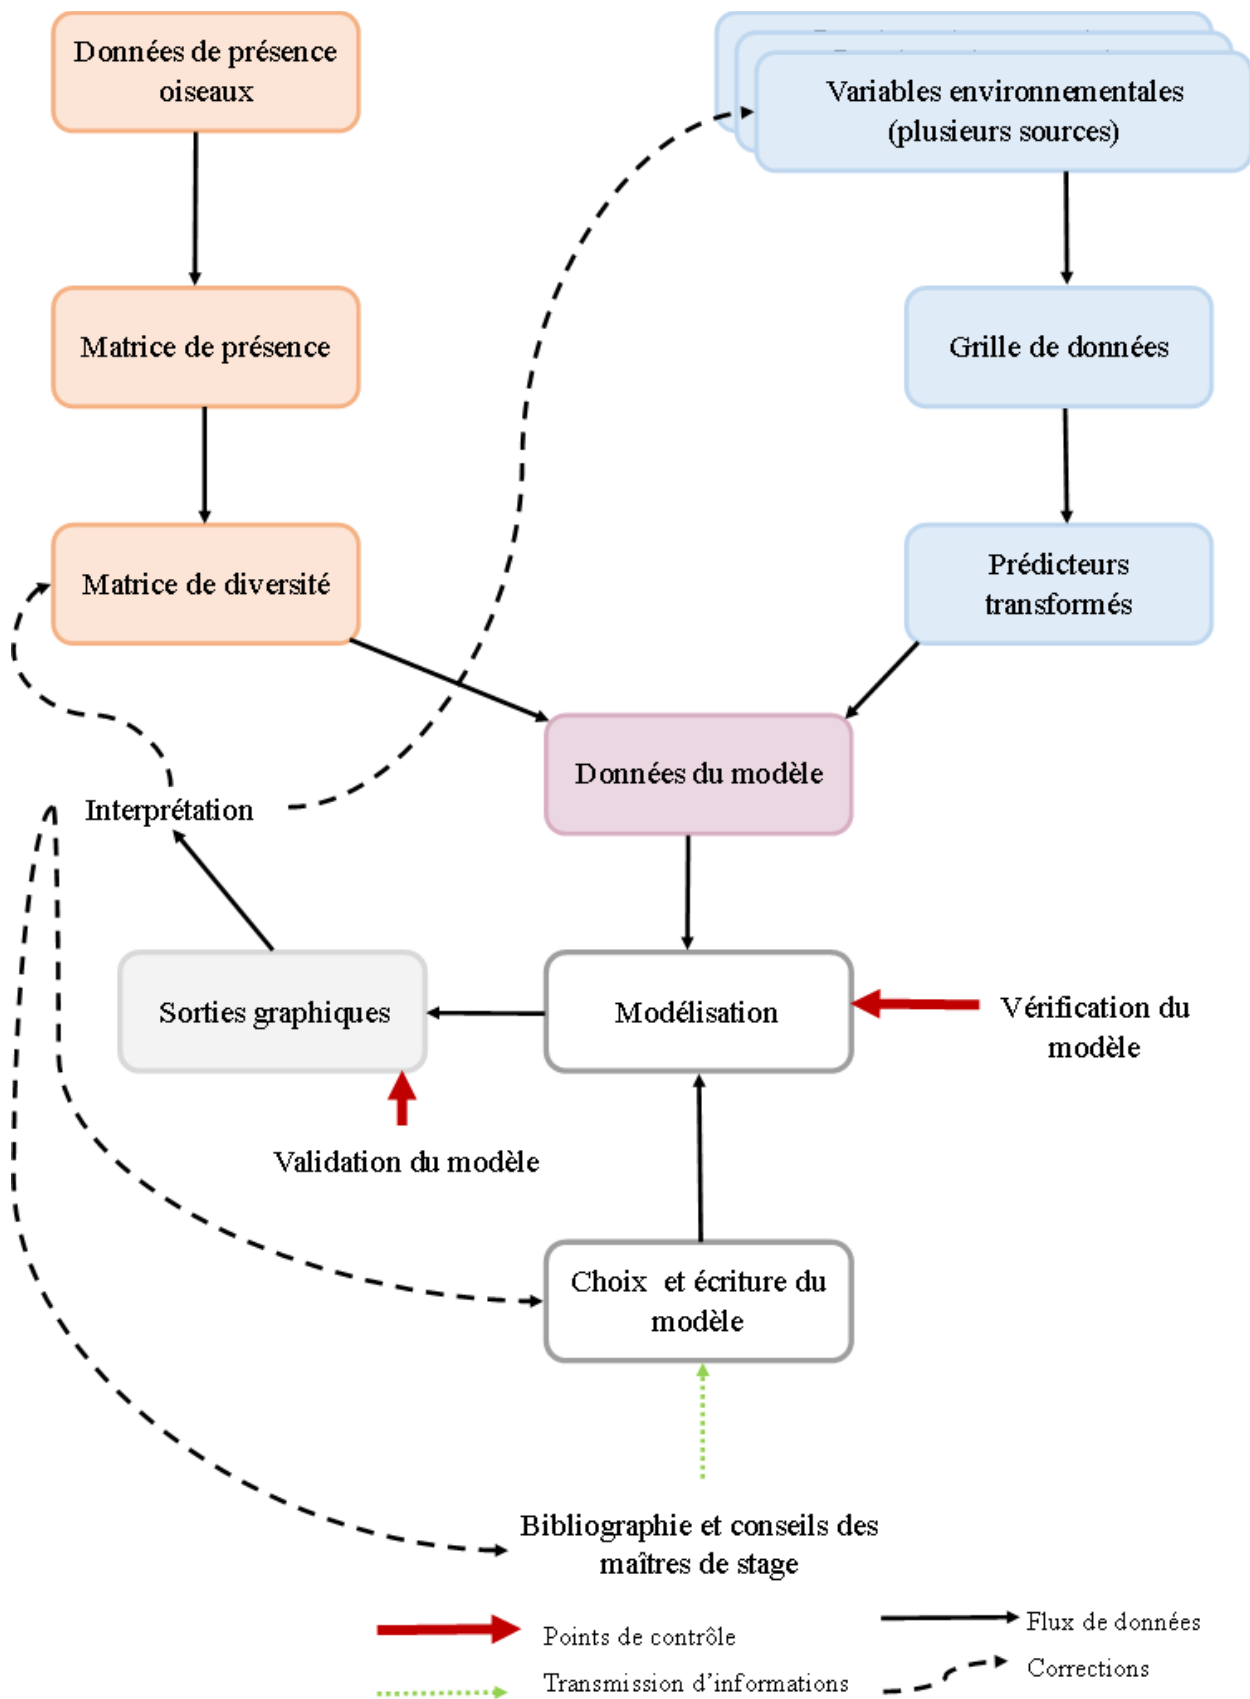 Données de présence
oiseaux
Variables environnementales
(plusieurs sources)
Matrice de présence
Grille de données
Matrice de diversité
Prédicteurs
transformés
Données du modèle
Interprétation
Sorties graphiques
Modélisation
Vérification du
modèle
Validation du modèle
Choix et écriture du
modèle
Bibliographie et conseils des
maîtres de stage
Points de contrôle
Flux de données
Transmission d’informations
Corrections